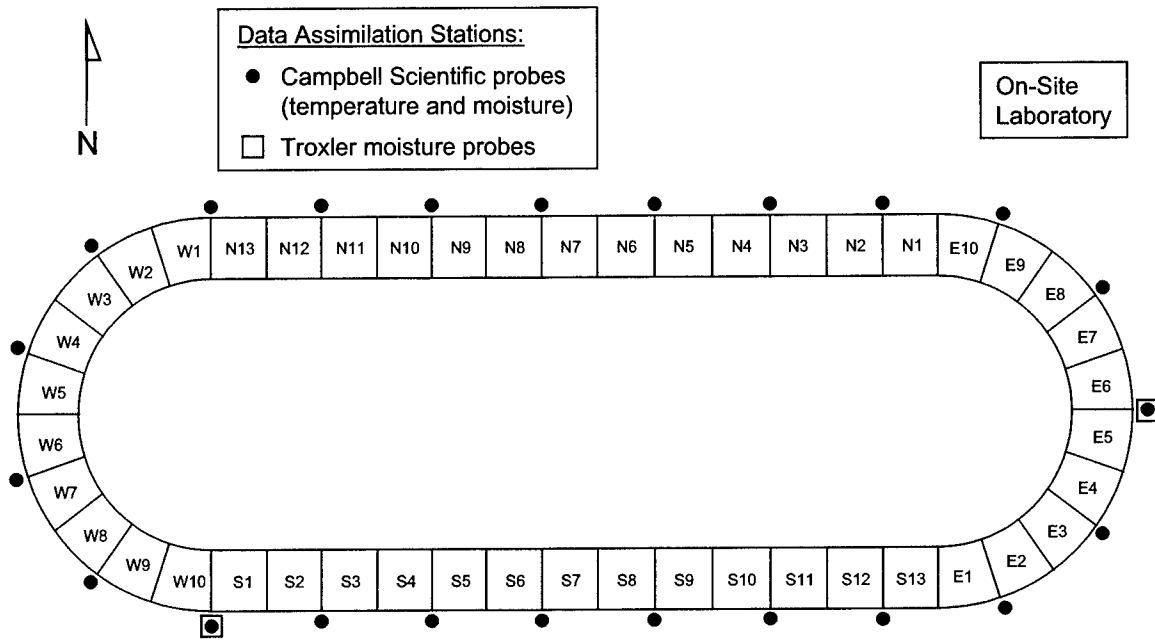 Data Assimilation Stations:
Campbell Scientific probes
(temperature and moisture)
Troxler moisture probes
N
On-Site
Laboratory
W1 N13 N12 N11 N10 N9 N8 N7 N6 N5 N4 N3 N2 N1 E10
W2 E9
W3 E8
W4 E7
W5 E6
W6 E5
W7 E4
W8 E3
W9 E2
W10 S1 S2 S3 S4 S5 S6 S7 S8 S9 S10 S11 S12 S13 E1